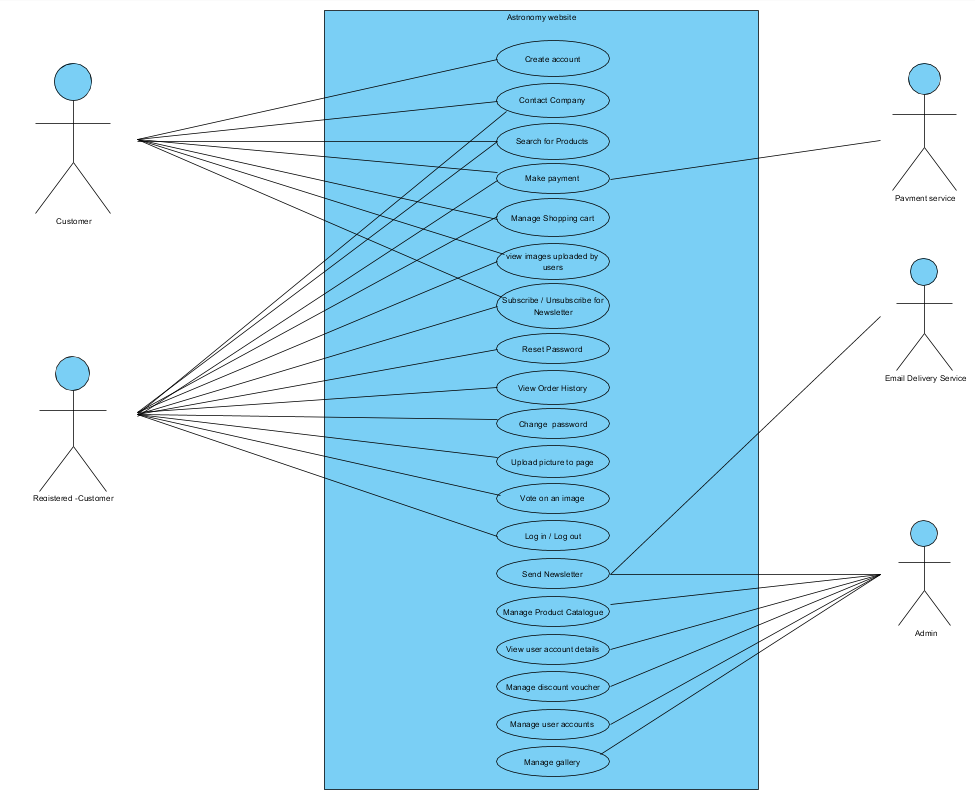 Astronomy website
Create account
Contact Company
Search for Products
Make payment
Manage Shopping cart
view images uploaded by
users
Subscribe / Unsubscribe for
Newsletter
Reset Password
View Order History
Change password
Upload picture to page
Vote on an image
Log in / Log out
Send Newsletter
Manage Product Catalogue
View user account details
Manage discount voucher
Manage user accounts
Manage gallery
Customer
Registered -Customer
Payment service
Email Delivery Service
Admin